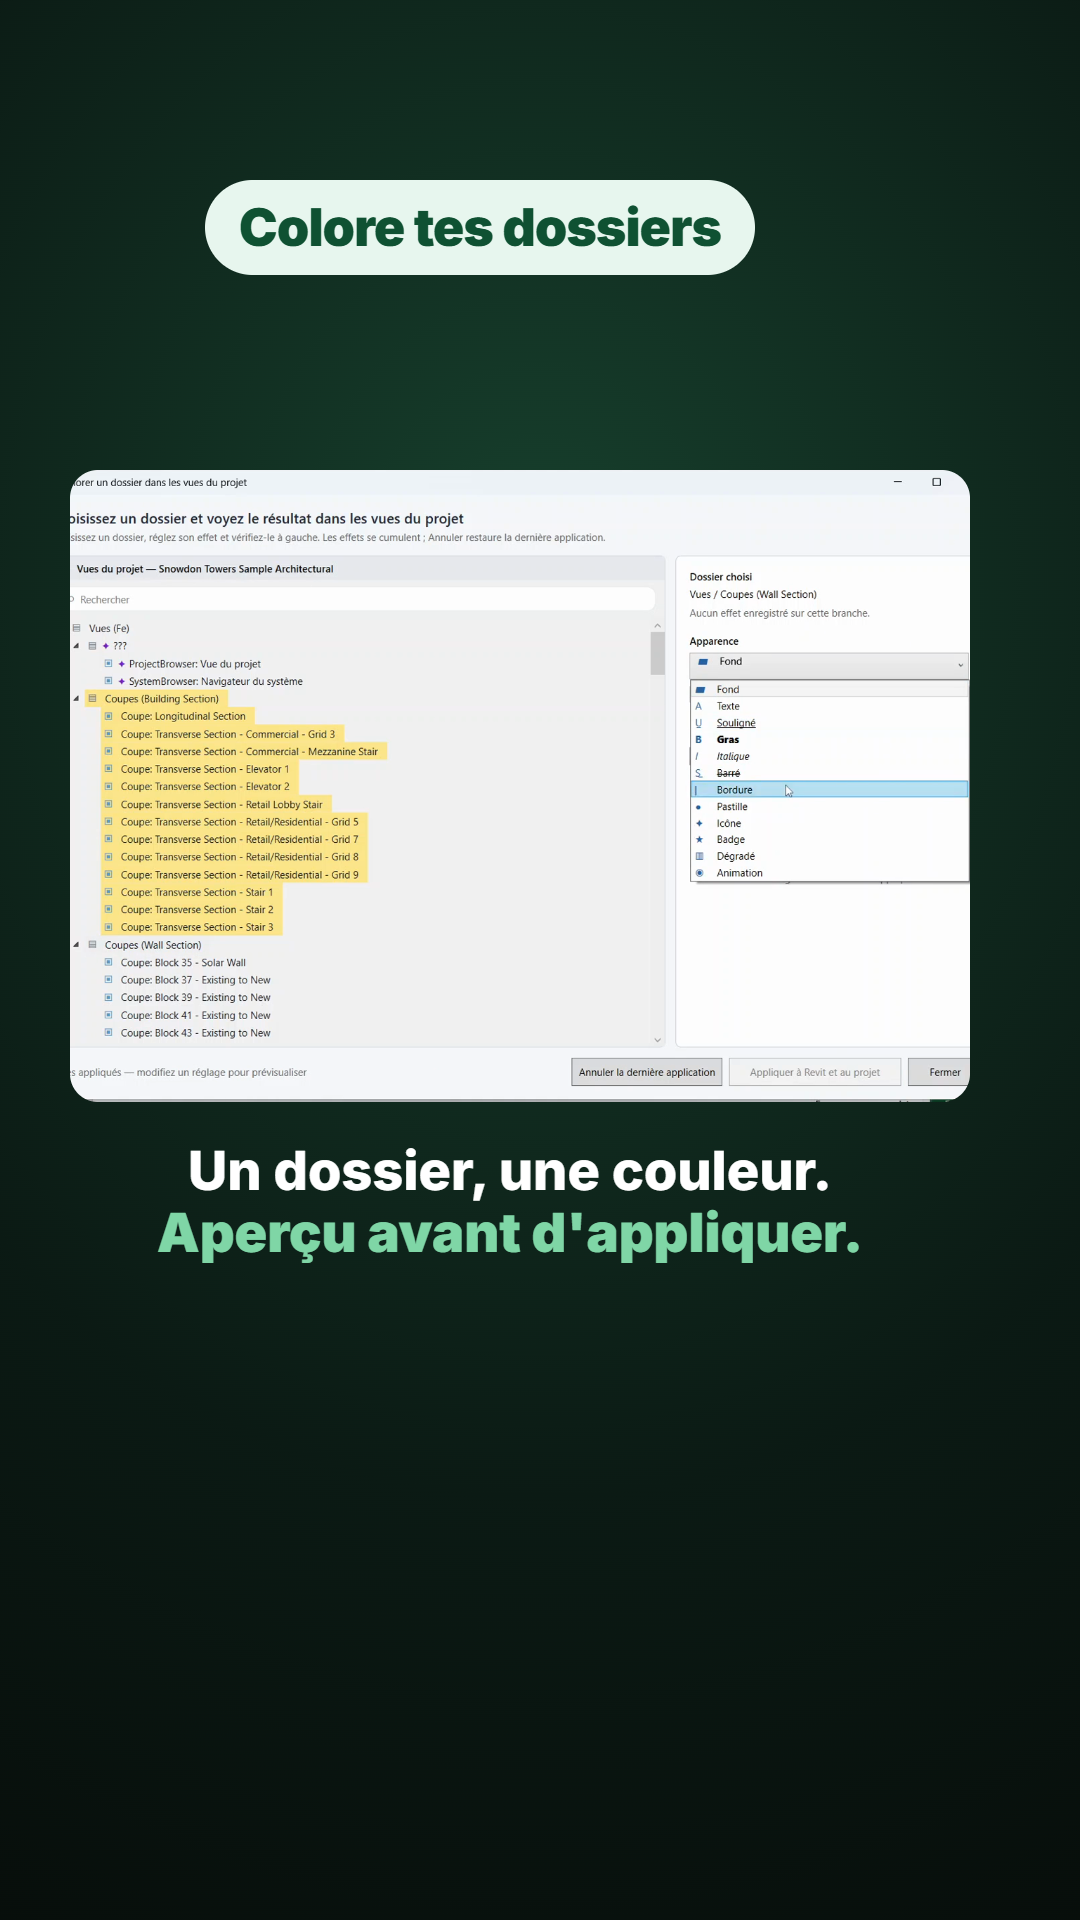 Colore tes dossiers
orer un dossier dans les vues du projet
oisissez un dossier et voyez le résultat dans les vues du projet
sissez un dossier, réglez son effet et vérifiez-le à gauche. Les effets se cumulent ; Annuler restaure la dernière application.
Vues du projet — Snowdon Towers Sample Architectural
Rechercher
Vues (Fe)
???
ProjectBrowser: Vue du projet
SystemBrowser: Navigateur du système
Coupes (Building Section)
Coupe: Longitudinal Section
Coupe: Transverse Section - Commercial - Grid 3
Coupe: Transverse Section - Commercial - Mezzanine Stair
Coupe: Transverse Section - Elevator 1
Coupe: Transverse Section - Elevator 2
Coupe: Transverse Section - Retail Lobby Stair
Coupe: Transverse Section - Retail/Residential - Grid 5
Coupe: Transverse Section - Retail/Residential - Grid 7
Coupe: Transverse Section - Retail/Residential - Grid 8
Coupe: Transverse Section - Retail/Residential - Grid 9
Coupe: Transverse Section - Stair 1
Coupe: Transverse Section - Stair 2
Coupe: Transverse Section - Stair 3
Coupes (Wall Section)
Coupe: Block 35 - Solar Wall
Coupe: Block 37 - Existing to New
Coupe: Block 39 - Existing to New
Coupe: Block 41 - Existing to New
Coupe: Block 43 - Existing to New
Dossier choisi
Vues / Coupes (Wall Section)
Aucun effet enregistré sur cette branche.
Apparence
Fond
Fond
A Texte
U Souligné
B Gras
I Italique
S Barré
Bordure
Pastille
Icône
Badge
Dégradé
Animation
s appliqués — modifiez un réglage pour prévisualiser
Annuler la dernière application
Appliquer à Revit et au projet
Fermer
Un dossier, une couleur.
Aperçu avant d'appliquer.